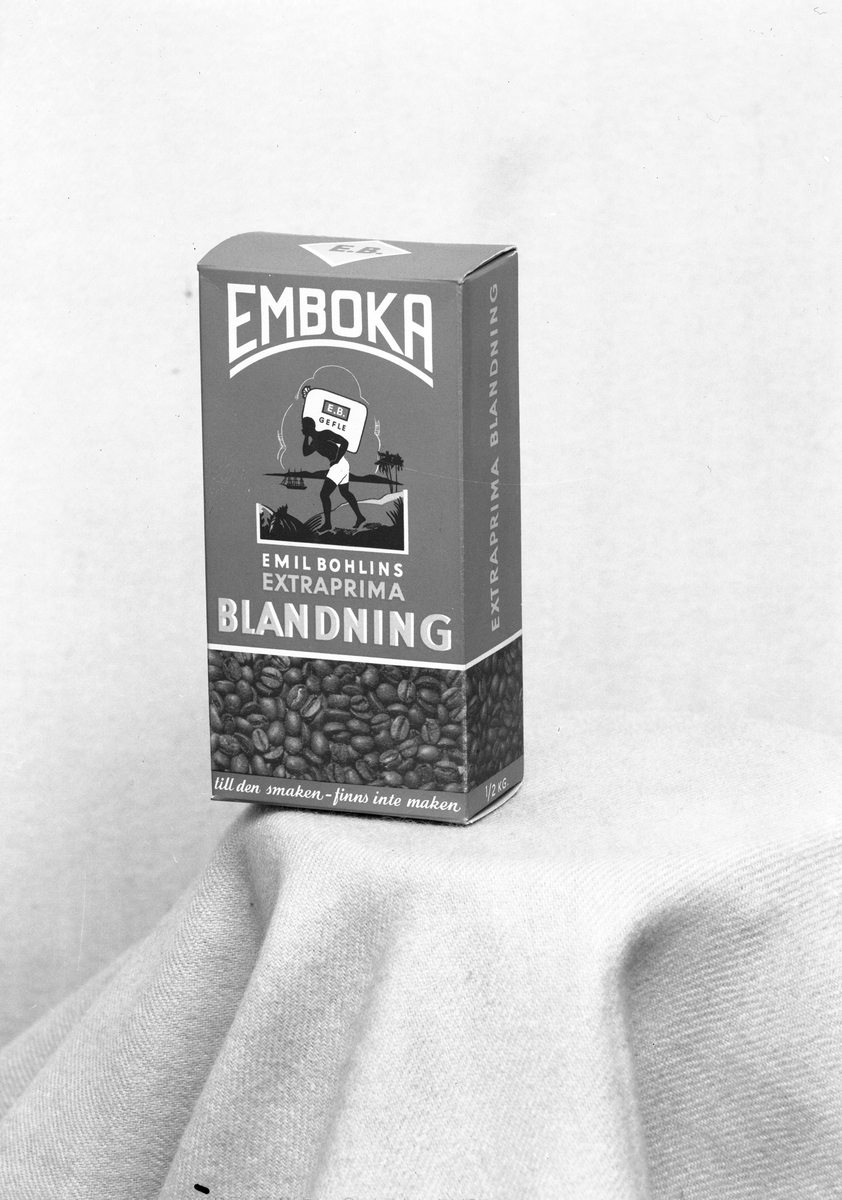 E.B.
EMBOKA
E.B.
GEFLE
EMIL BOHLINS
EXTRAPRIMA
BLANDNING
till den smaken - finns inte maken
EXTRAPRIMA BLANDNING
1/2 KG.